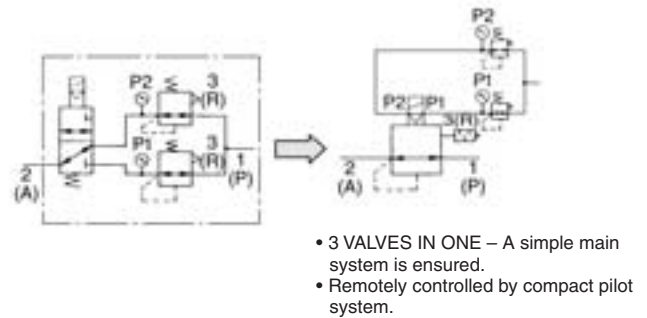 P2
P2
3
(R)
P1
3
(R)
2
(A)
1
(P)
P1
P2
P1
3(R)
2
(A)
1
(P)
• 3 VALVES IN ONE – A simple main
system is ensured.
• Remotely controlled by compact pilot
system.